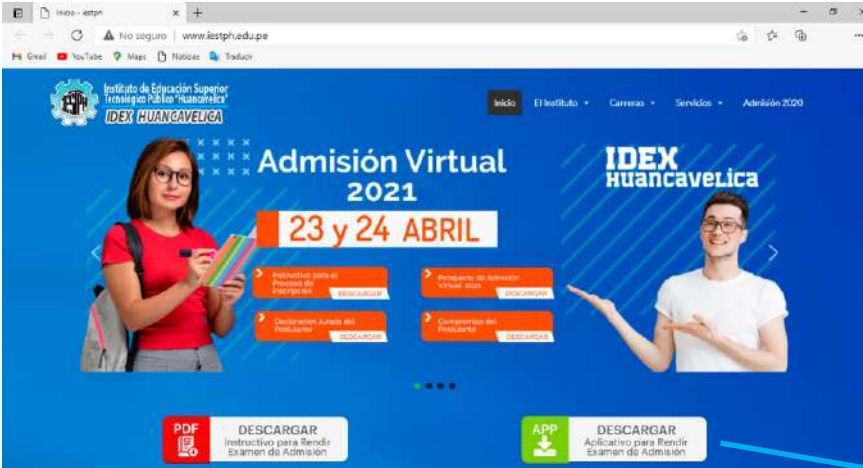 Inicio - iestph
No seguro | www.iestph.edu.pe
Gmail YouTube Maps Noticias Traducir
Instituto de Educación Superior
Tecnológico Público "Huancavelica"
IDEX HUANCAVELICA
Inicio El Instituto Carreras Servicios Admisión 2020
Admisión Virtual
2021
23 y 24 ABRIL
IDEX
Huancavelica
Instructivo para el
Proceso de
Inscripción
DESCARGAR
Prospecto de Admisión
Virtual 2021
DESCARGAR
Declaracion Jurada del
Postulante
DESCARGAR
Compromiso del
Postulante
DESCARGAR
PDF
DESCARGAR
Instructivo para Rendir
Examen de Admisión
APP
DESCARGAR
Aplicativo para Rendir
Examen de Admisión